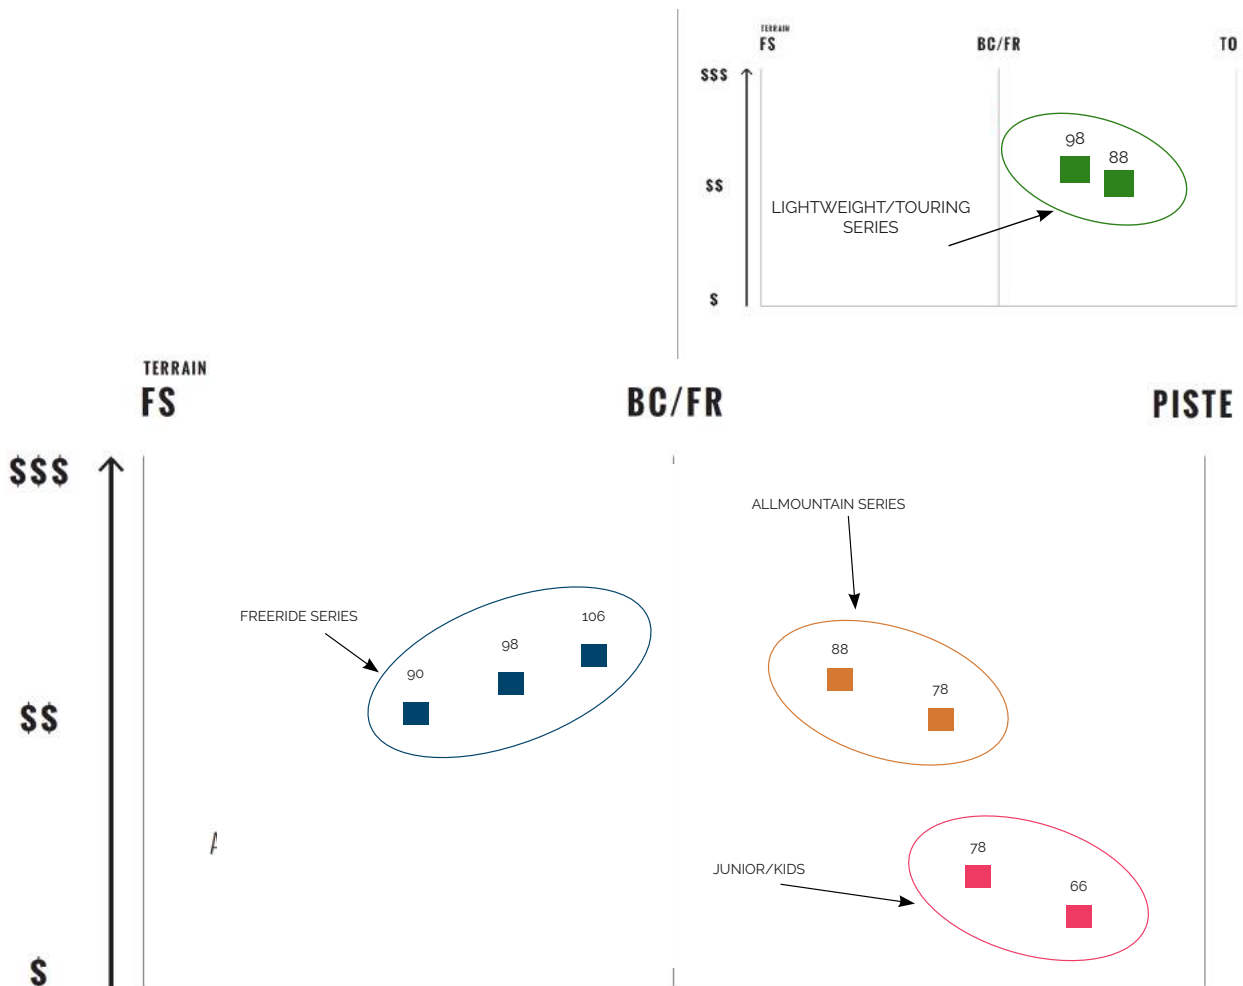 TERRAIN
FS
BC/FR
TO
$$$
98
88
$$
LIGHTWEIGHT/TOURING
SERIES
$
TERRAIN
FS
BC/FR
PISTE
$$$
ALLMOUNTAIN SERIES
FREERIDE SERIES
106
98
88
90
78
$$
A
78
JUNIOR/KIDS
66
$